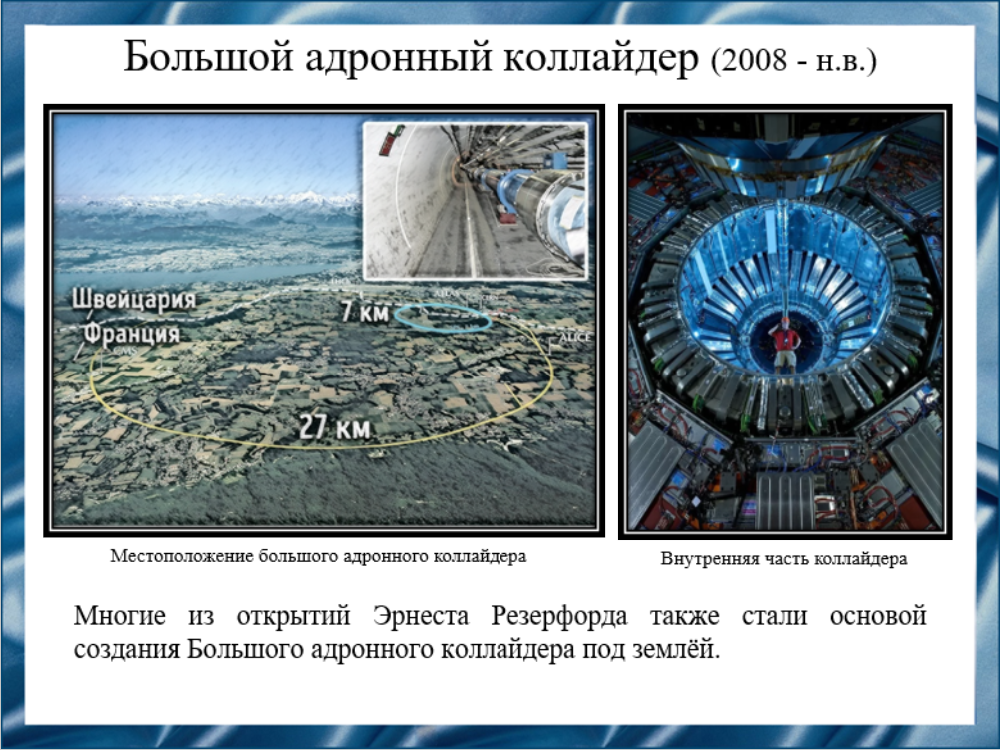 Большой адронный коллайдер (2008 - н.в.)
Швейцария
Франция
CMS
7 км
ATLAS
ALICE
27 км
Местоположение большого адронного коллайдера
Внутренняя часть коллайдера
Многие из открытий Эрнеста Резерфорда также стали основой
создания Большого адронного коллайдера под землёй.